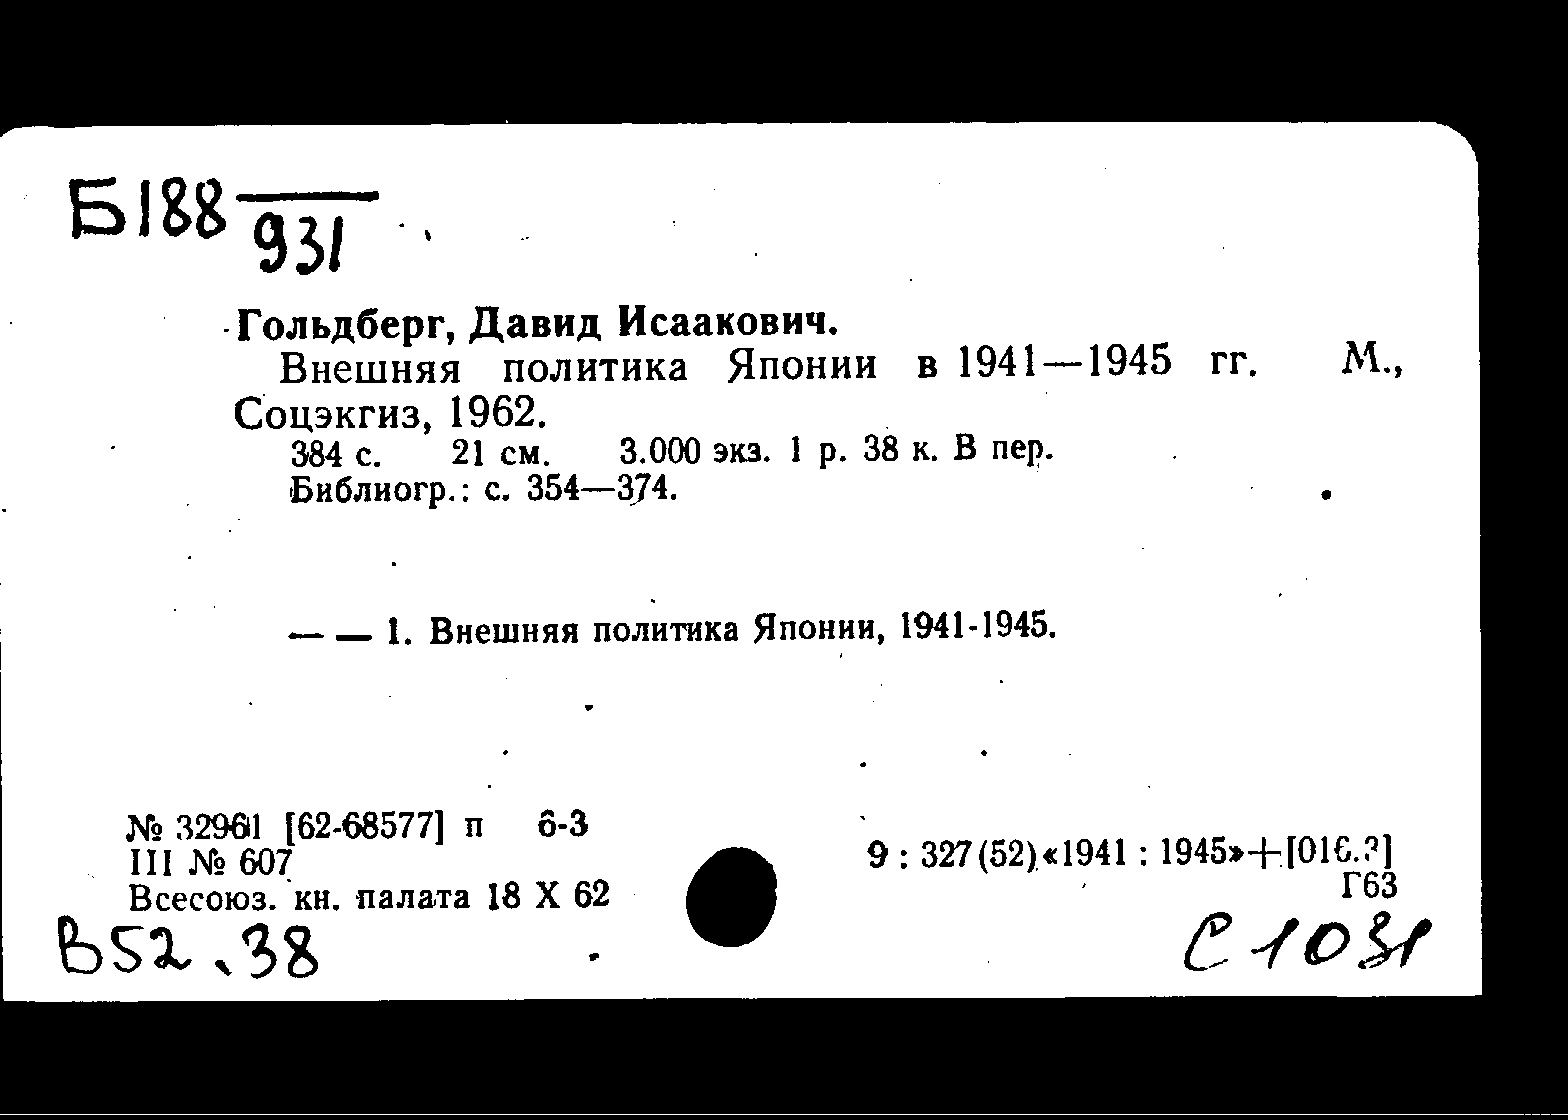 Б188
931
Гольдберг, Давид Исаакович.
Внешняя политика Японии в 1941—1945 гг. М.,
Соцэкгиз, 1962.
384 с. 21 см. 3.000 экз. 1 р. 38 к. В пер.
Библиогр.: с. 354—374.
— — 1. Внешняя политика Японии, 1941-1945.
№ 32961 [62-68577] п 6-3
III № 607
Всесоюз. кн. палата 18 X 62
9 : 327(52)«1941 : 1945»+[016.3]
Г63
В52.38
С1031